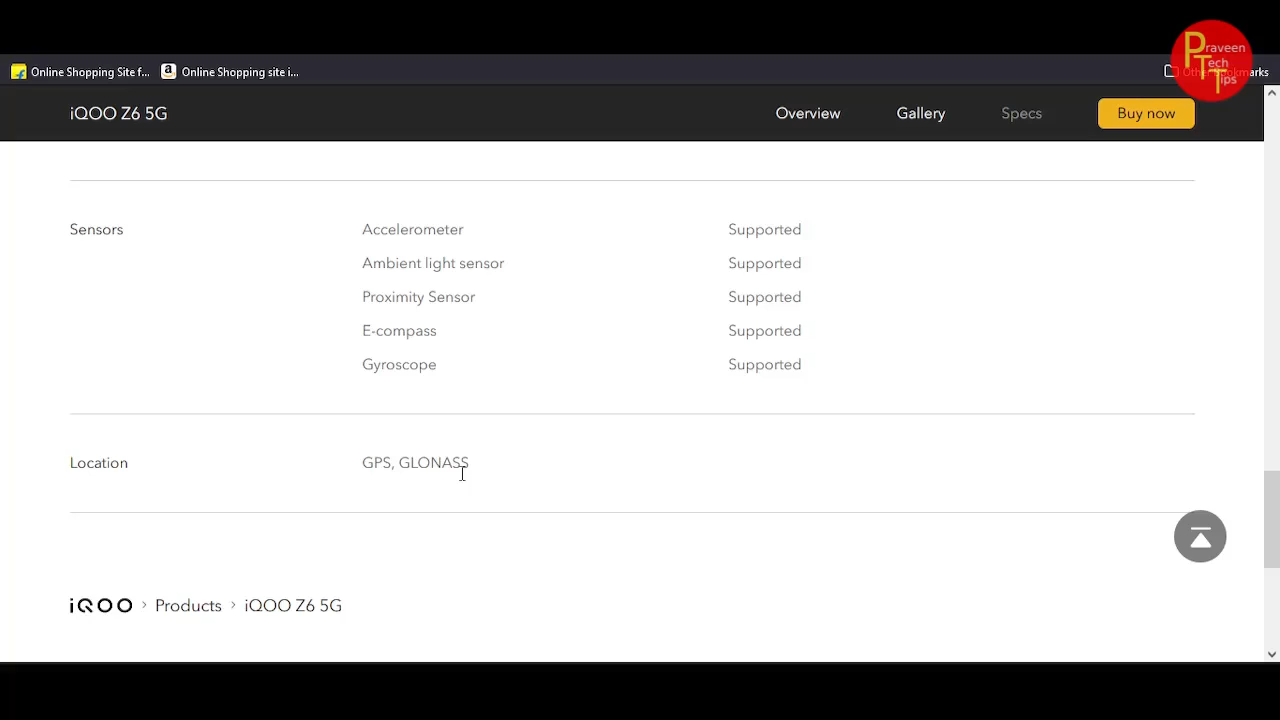 Praveen
Tech
Tips
Online Shopping Site f...
Online Shopping site i...
Other bookmarks
iQOO Z6 5G
Overview
Gallery
Specs
Buy now
Sensors
Accelerometer
Supported
Ambient light sensor
Supported
Proximity Sensor
Supported
E-compass
Supported
Gyroscope
Supported
Location
GPS, GLONASS
iQOO > Products > iQOO Z6 5G